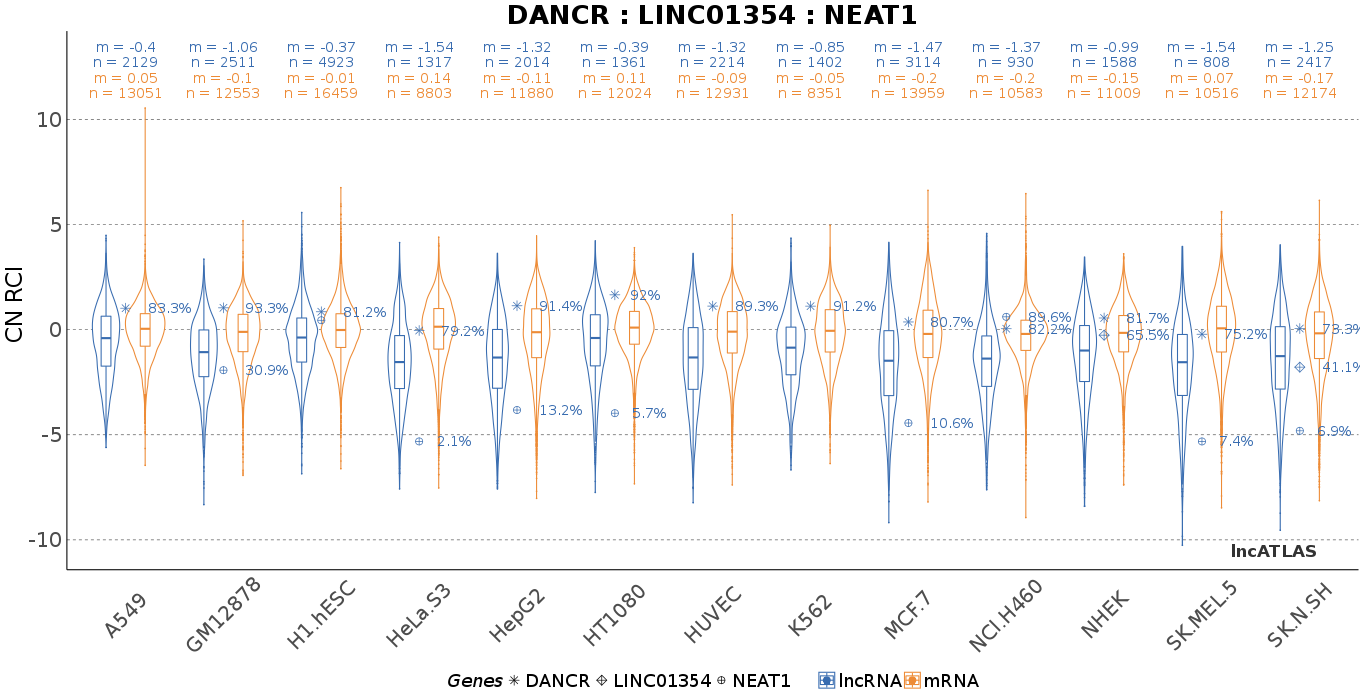 DANCR : LINC01354 : NEAT1
m = -0.4 m = -1.06 m = -0.37 m = -1.54 m = -1.32 m = -0.39 m = -1.32 m = -0.85 m = -1.47 m = -1.37 m = -0.99 m = -1.54 m = -1.25
n = 2129 n = 2511 n = 4923 n = 1317 n = 2014 n = 1361 n = 2214 n = 1402 n = 3114 n = 930 n = 1588 n = 808 n = 2417
m = 0.05 m = -0.1 m = -0.01 m = 0.14 m = -0.11 m = 0.11 m = -0.09 m = -0.05 m = -0.2 m = -0.2 m = -0.15 m = 0.07 m = -0.17
n = 13051 n = 12553 n = 16459 n = 8803 n = 11880 n = 12024 n = 12931 n = 8351 n = 13959 n = 10583 n = 11009 n = 10516 n = 12174
10
5
92%
83.3% 93.3% 81.2% 91.4% 89.3% 91.2%
89.6% 81.7%
80.7%
0 79.2% 82.2% 65.5% 75.2% 73.3%
CN RCI
30.9% 41.1%
13.2% 5.7%
10.6%
-5 2.1% 7.4% 6.9%
-10
lncATLAS
A549 GM12878 H1.hESC HeLa.S3 HepG2 HT1080 HUVEC K562 MCF.7 NCI.H460 NHEK SK.MEL.5 SK.N.SH
Genes DANCR LINC01354 NEAT1 lncRNA mRNA